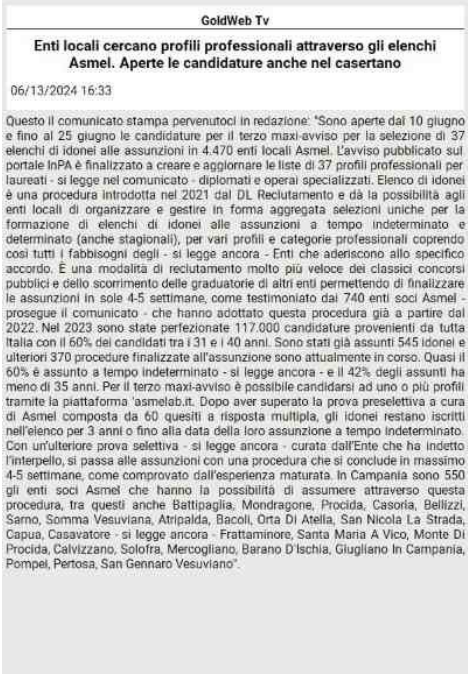 GoldWeb Tv
Enti locali cercano profili professionali attraverso gli elenchi
Asmel. Aperte le candidature anche nel casertano
06/13/2024 16:33
Questo il comunicato stampa pervenutoci in redazione: "Sono aperte dal 10 giugno
e fino al 25 giugno le candidature per il terzo maxi-avviso per la selezione di 37
elenchi di idonei alle assunzioni in 4.470 enti locali Asmel. L'avviso pubblicato sul
portale InPA è finalizzato a creare e aggiornare le liste di 37 profili professionali per
laureati - si legge nel comunicato - diplomati e operai specializzati. Elenco di idonei
è una procedura introdotta nel 2021 dal DL Reclutamento e dà la possibilità agli
enti locali di organizzare e gestire in forma aggregata selezioni uniche per la
formazione di elenchi di idonei alle assunzioni a tempo indeterminato e
determinato (anche stagionali), per vari profili e categorie professionali coprendo
così tutti i fabbisogni degli - si legge ancora - Enti che aderiscono allo specifico
accordo. È una modalità di reclutamento molto più veloce dei classici concorsi
pubblici e dello scorrimento delle graduatorie di altri enti permettendo di finalizzare
le assunzioni in sole 4-5 settimane, come testimoniato dai 740 enti soci Asmel -
prosegue il comunicato - che hanno adottato questa procedura già a partire dal
2022. Nel 2023 sono state perfezionate 117.000 candidature provenienti da tutta
Italia con il 60% dei candidati tra i 31 e i 40 anni. Sono stati già assunti 545 idonei e
ulteriori 370 procedure finalizzate all'assunzione sono attualmente in corso. Quasi il
60% è assunto a tempo indeterminato - si legge ancora - e il 42% degli assunti ha
meno di 35 anni. Per il terzo maxi-avviso è possibile candidarsi ad uno o più profili
tramite la piattaforma 'asmelab.it. Dopo aver superato la prova preselettiva a cura
di Asmel composta da 60 quesiti a risposta multipla, gli idonei restano iscritti
nell'elenco per 3 anni o fino alla data della loro assunzione a tempo indeterminato.
Con un'ulteriore prova selettiva - si legge ancora - curata dall'Ente che ha indetto
l'interpello, si passa alle assunzioni con una procedura che si conclude in massimo
4-5 settimane, come comprovato dall'esperienza maturata. In Campania sono 550
gli enti soci Asmel che hanno la possibilità di assumere attraverso questa
procedura, tra questi anche Battipaglia, Mondragone, Procida, Casoria, Bellizzi,
Sarno, Somma Vesuviana, Atripalda, Bacoli, Orta Di Atella, San Nicola La Strada,
Capua, Casavatore - si legge ancora - Frattaminore, Santa Maria A Vico, Monte Di
Procida, Calvizzano, Solofra, Mercogliano, Barano D'Ischia, Giugliano In Campania,
Pompei, Pertosa, San Gennaro Vesuviano".